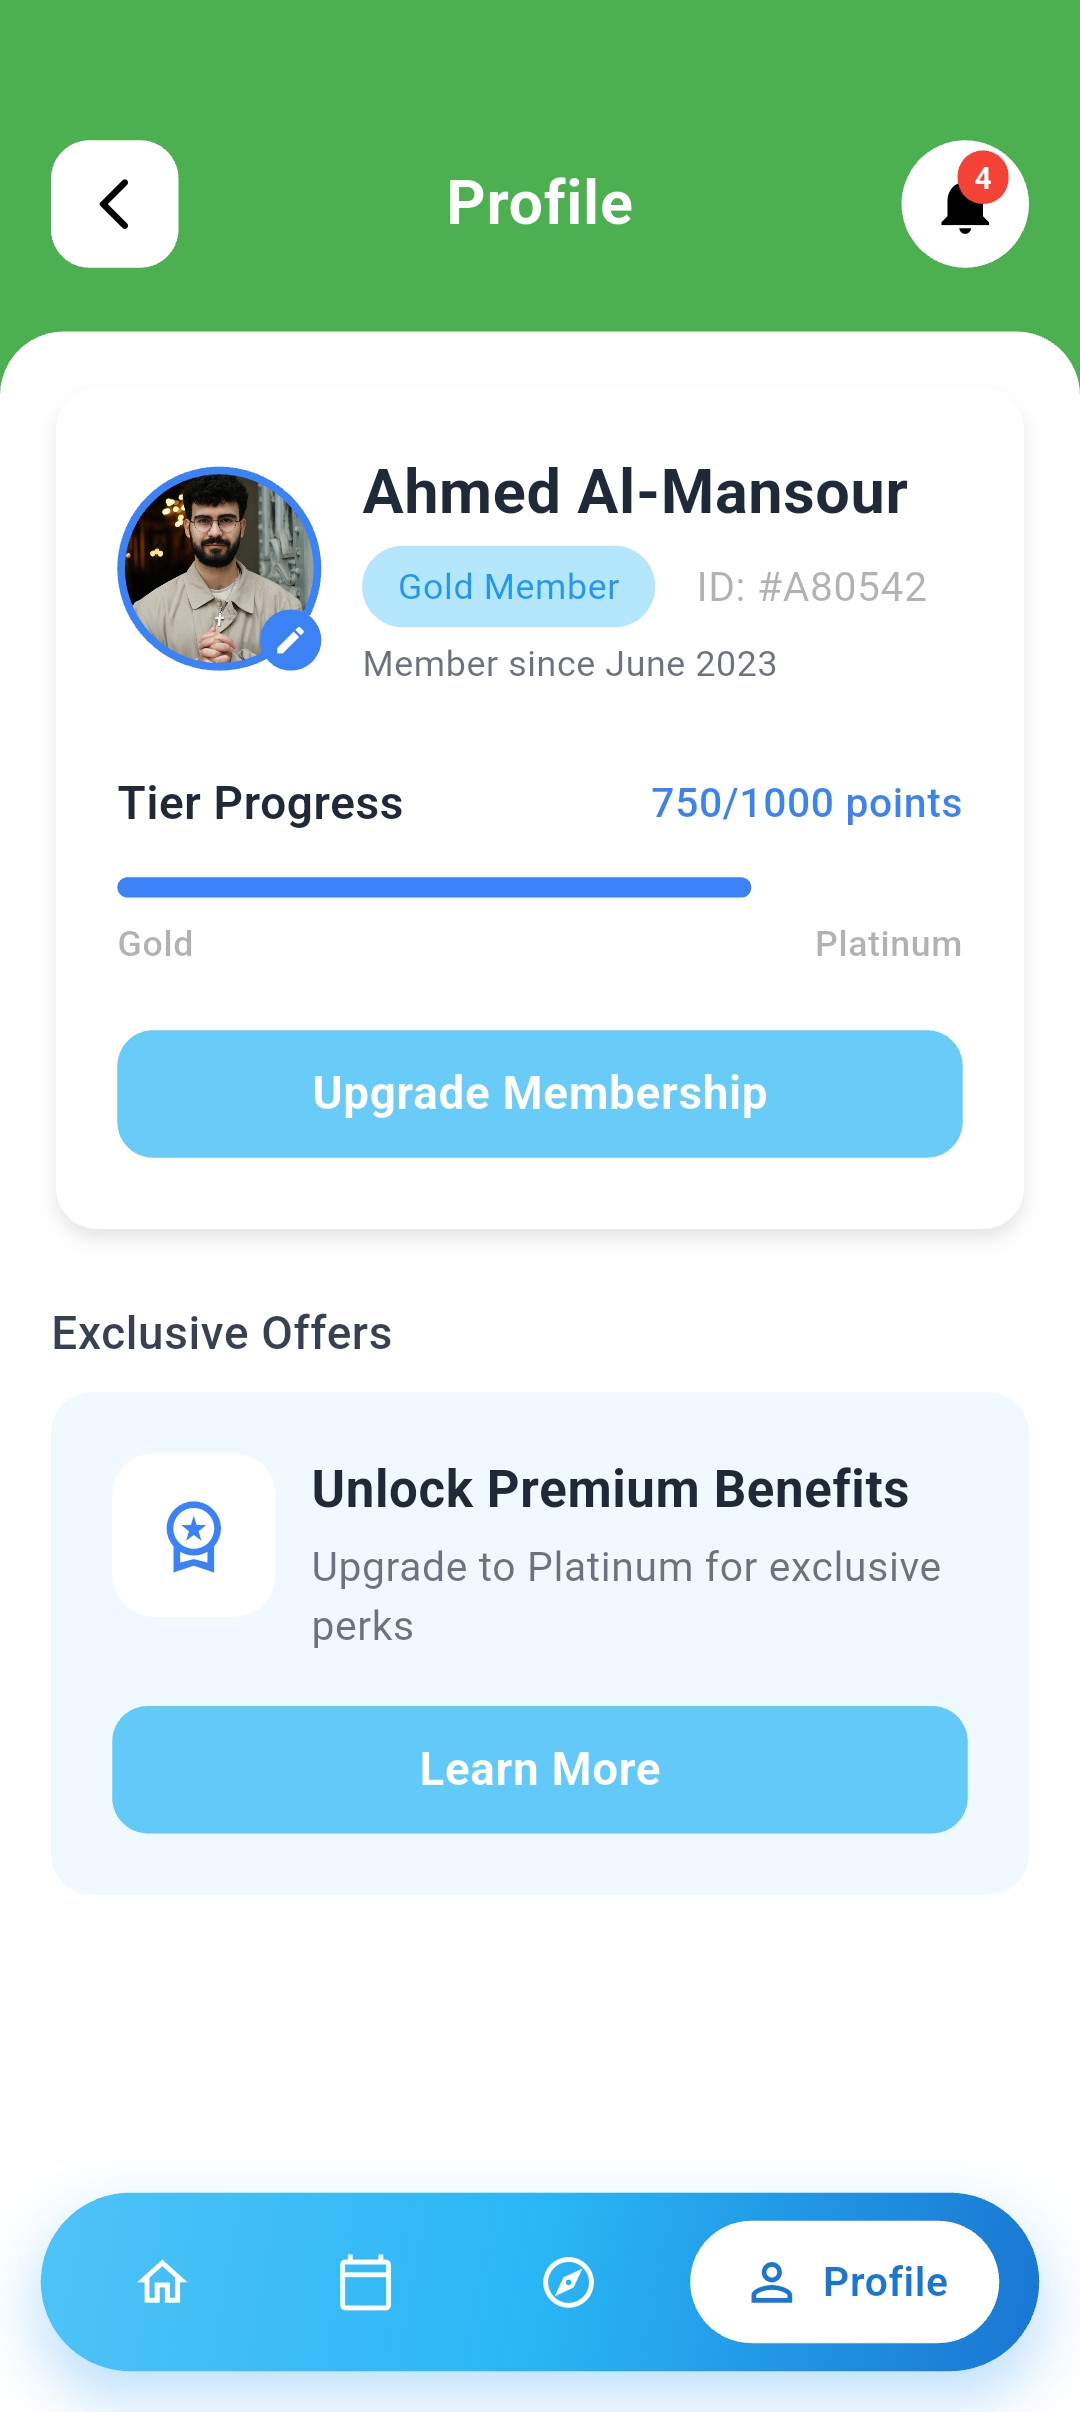 Profile
4
Ahmed Al-Mansour
Gold Member
ID: #A80542
Member since June 2023
Tier Progress
750/1000 points
Gold
Platinum
Upgrade Membership
Exclusive Offers
Unlock Premium Benefits
Upgrade to Platinum for exclusive
perks
Learn More
Profile